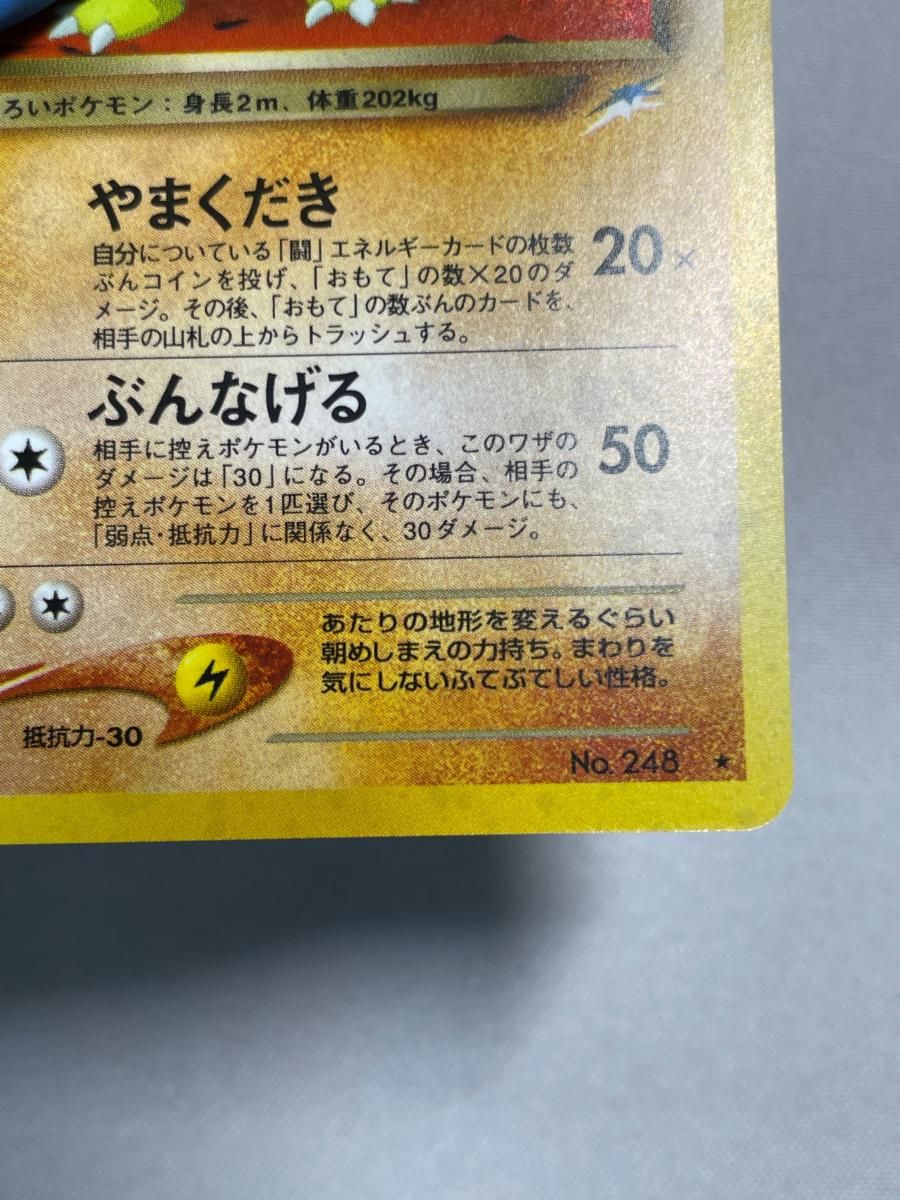 ろいポケモン：身長2m、体重202kg
やまくだき
自分についている「闘」エネルギーカードの枚数
ぶんコインを投げ、「おもて」の数×20のダ
メージ。その後、「おもて」の数ぶんのカードを、
相手の山札の上からトラッシュする。
20×
ぶんなげる
相手に控えポケモンがいるとき、このワザの
ダメージは「30」になる。その場合、相手の
控えポケモンを1匹選び、そのポケモンにも、
「弱点・抵抗力」に関係なく、30ダメージ。
50
あたりの地形を変えるぐらい
朝めしまえの力持ち。まわりを
気にしないふてぶてしい性格。
抵抗力-30
No. 248 ★